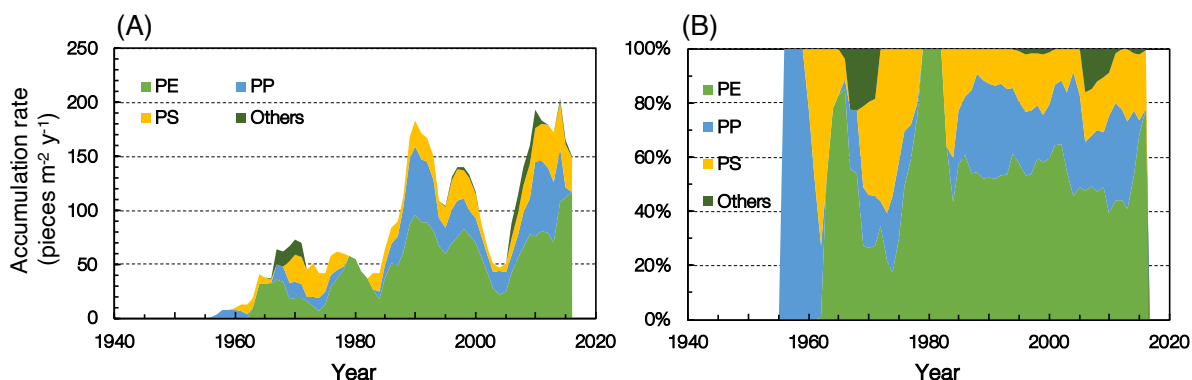 (A)
250
200
150
100
50
0
Accumulation rate
(pieces m⁻² y⁻¹)
PE
PP
PS
Others
1940
1960
1980
2000
2020
Year
(B)
100%
80%
60%
40%
20%
0%
PE
PP
PS
Others
1940
1960
1980
2000
2020
Year